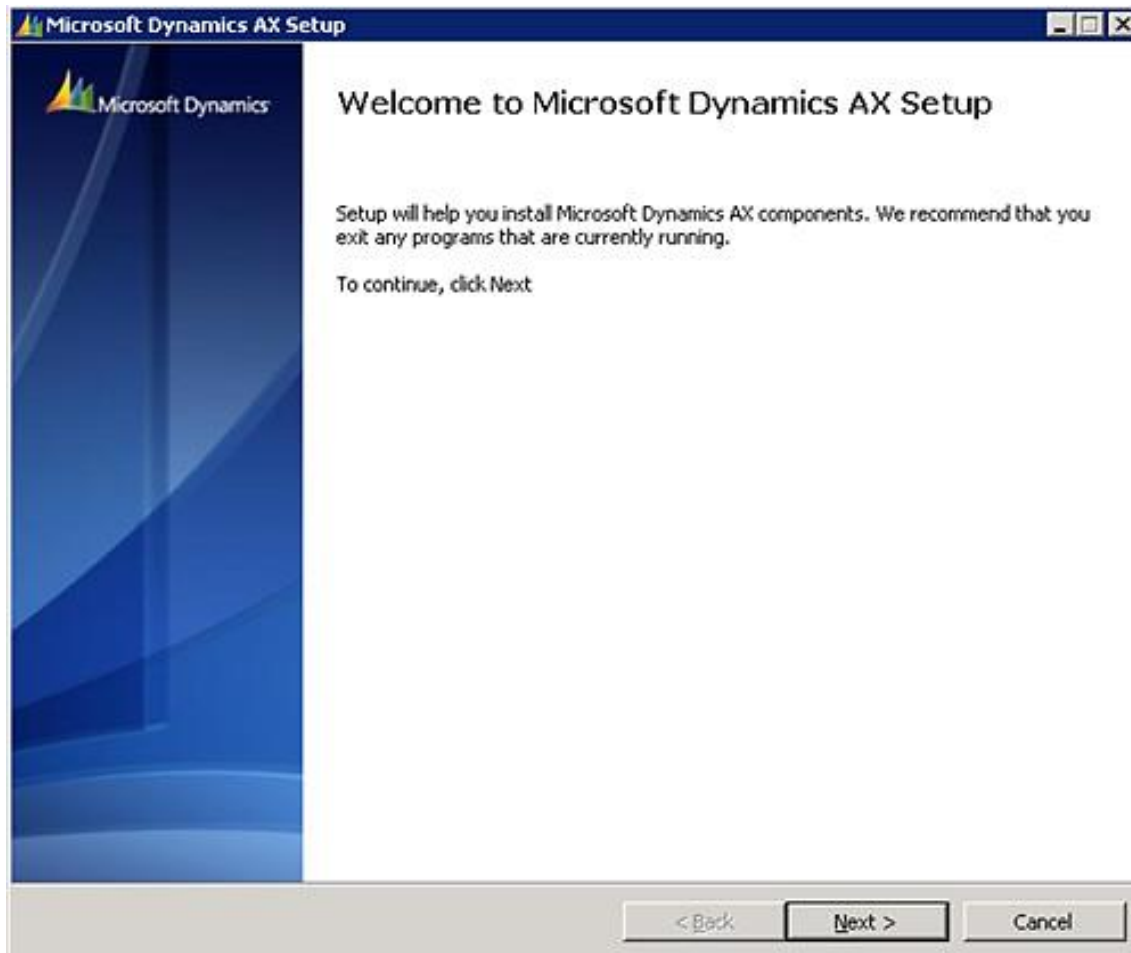 Microsoft Dynamics AX Setup
Microsoft Dynamics
Welcome to Microsoft Dynamics AX Setup
Setup will help you install Microsoft Dynamics AX components. We recommend that you
exit any programs that are currently running.
To continue, click Next
< Back Next > Cancel